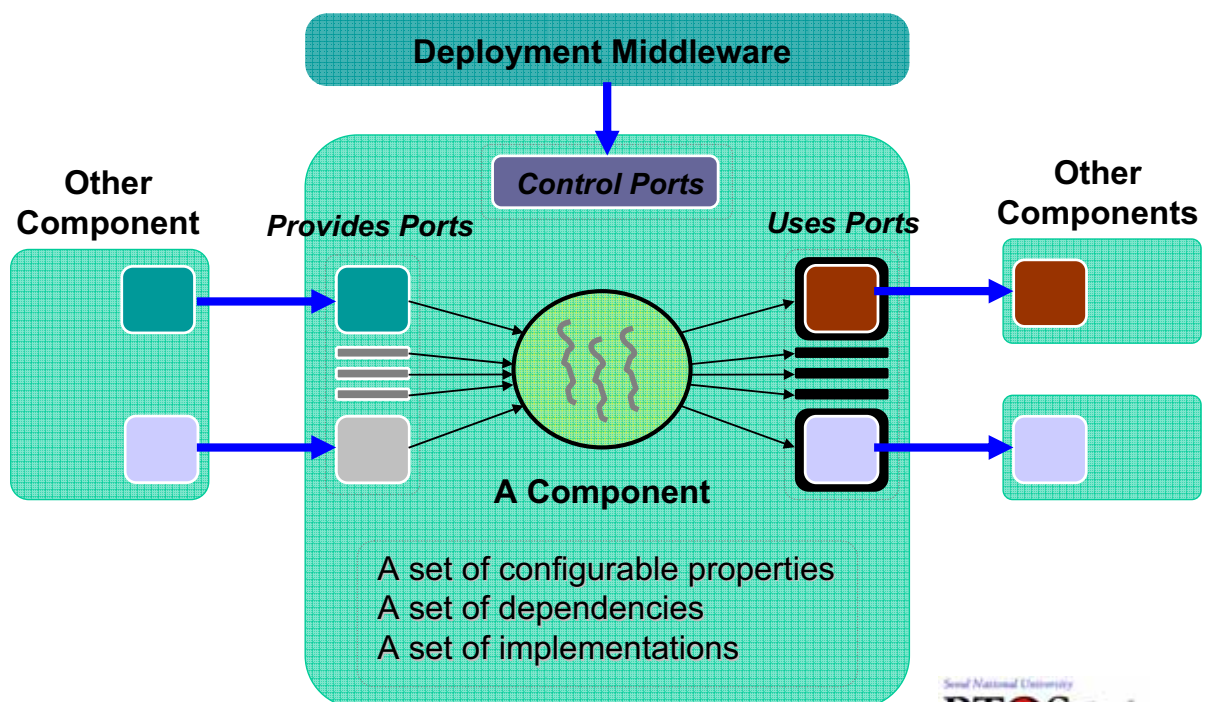 Deployment Middleware
Control Ports
Other
Component
Provides Ports
Uses Ports
Other
Components
A Component
A set of configurable properties
A set of dependencies
A set of implementations
Seoul National University